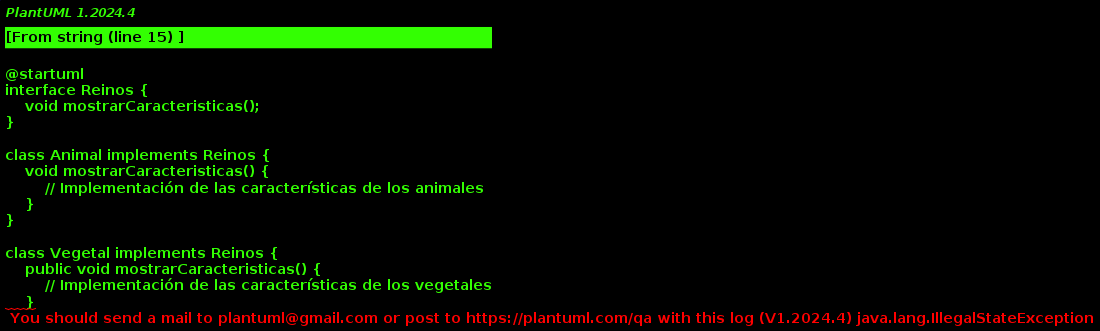 PlantUML 1.2024.4
[From string (line 15) ]
@startuml
interface Reinos {
    void mostrarCaracteristicas();
}
class Animal implements Reinos {
    void mostrarCaracteristicas() {
        // Implementación de las características de los animales
    }
}
class Vegetal implements Reinos {
    public void mostrarCaracteristicas() {
        // Implementación de las características de los vegetales
    }
You should send a mail to plantuml@gmail.com or post to https://plantuml.com/qa with this log (V1.2024.4) java.lang.IllegalStateException